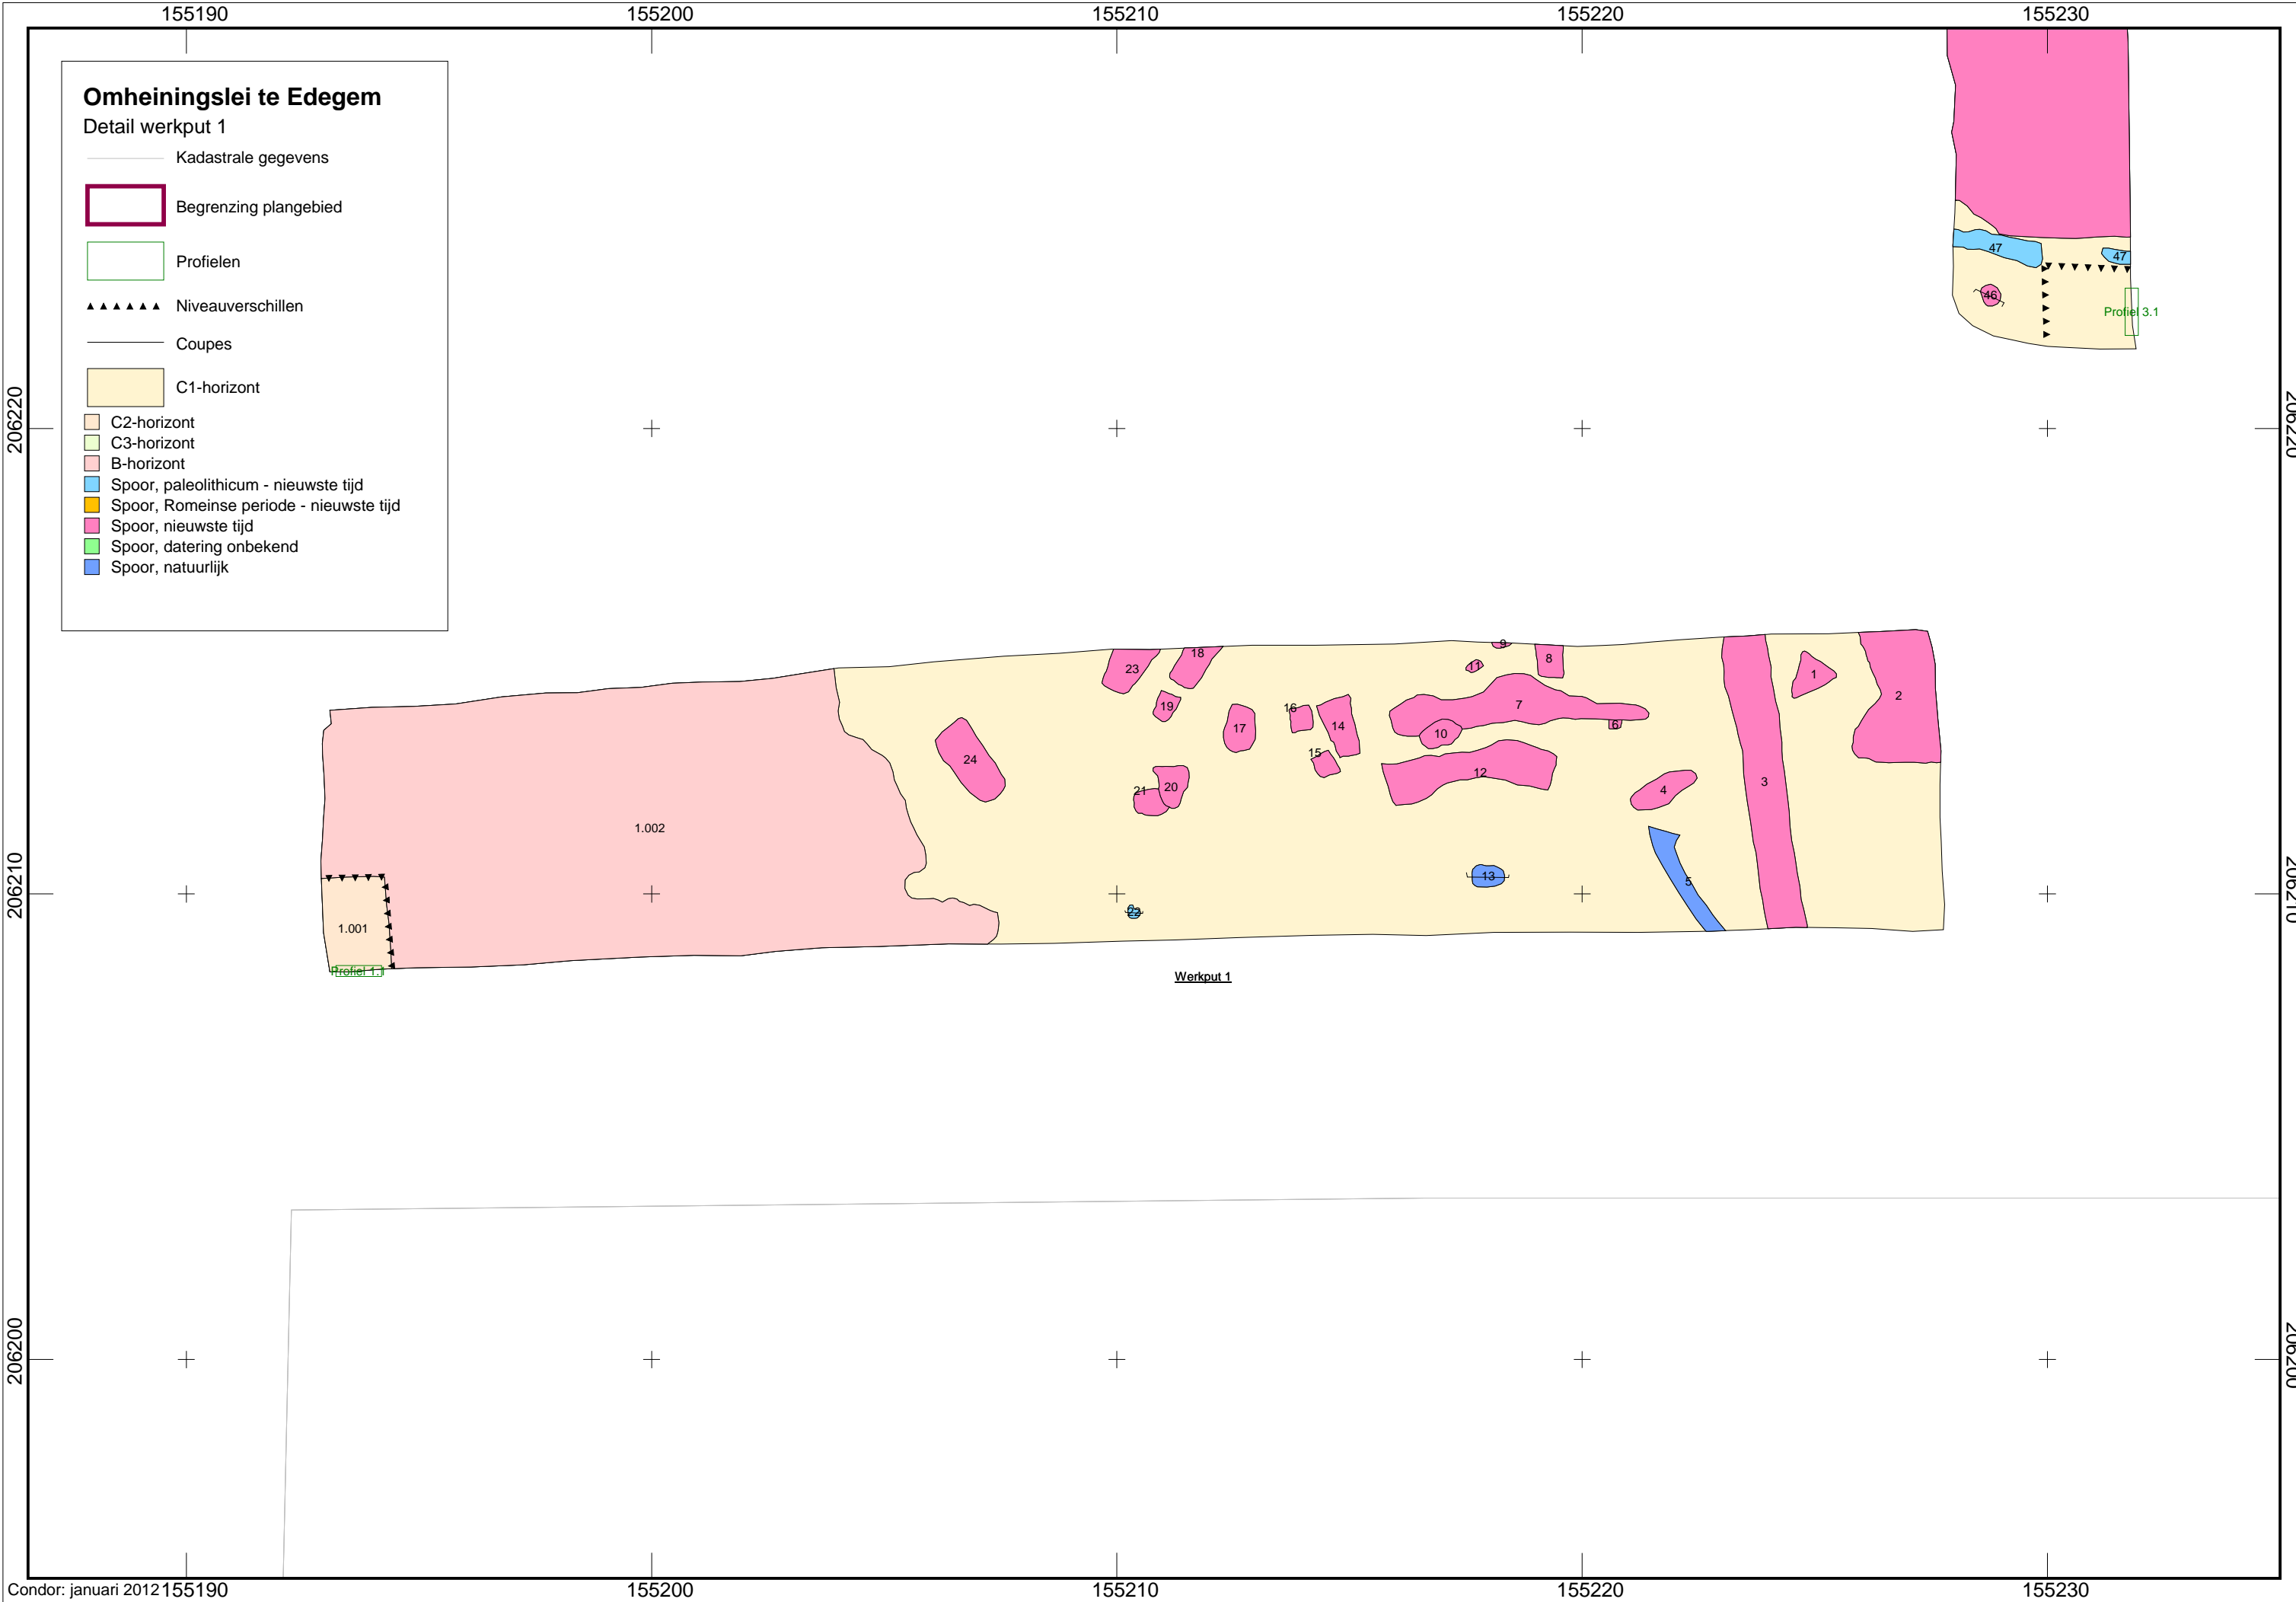 155190 155200 155210 155220 155230
Omheiningslei te Edegem
Detail werkput 1
Kadastrale gegevens
Begrenzing plangebied
Profielen
Niveauverschillen
Coupes
C1-horizont
C2-horizont
C3-horizont
B-horizont
Spoor, paleolithicum - nieuwste tijd
Spoor, Romeinse periode - nieuwste tijd
Spoor, nieuwste tijd
Spoor, datering onbekend
Spoor, natuurlijk
47
47
46
Profiel 3.1
206220
206220
9
18
8
23
11
1
2
19
7
16
17
14
6
10
15
24
12
3
20
21
4
1.002
13
5
206210
206210
22
1.001
Profiel 1.1
Werkput 1
206200
206200
Condor: januari 2012
155190 155200 155210 155220 155230